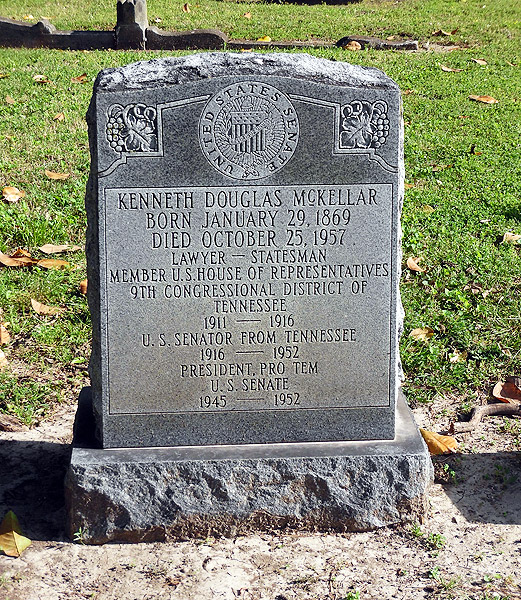 UNITED STATES SENATE
KENNETH DOUGLAS MCKELLAR
BORN JANUARY 29, 1869
DIED OCTOBER 25, 1957
LAWYER — STATESMAN
MEMBER U.S. HOUSE OF REPRESENTATIVES
9TH CONGRESSIONAL DISTRICT OF
TENNESSEE
1911 — 1916
U. S. SENATOR FROM TENNESSEE
1916 — 1952
PRESIDENT, PRO TEM
U. S. SENATE
1945 — 1952